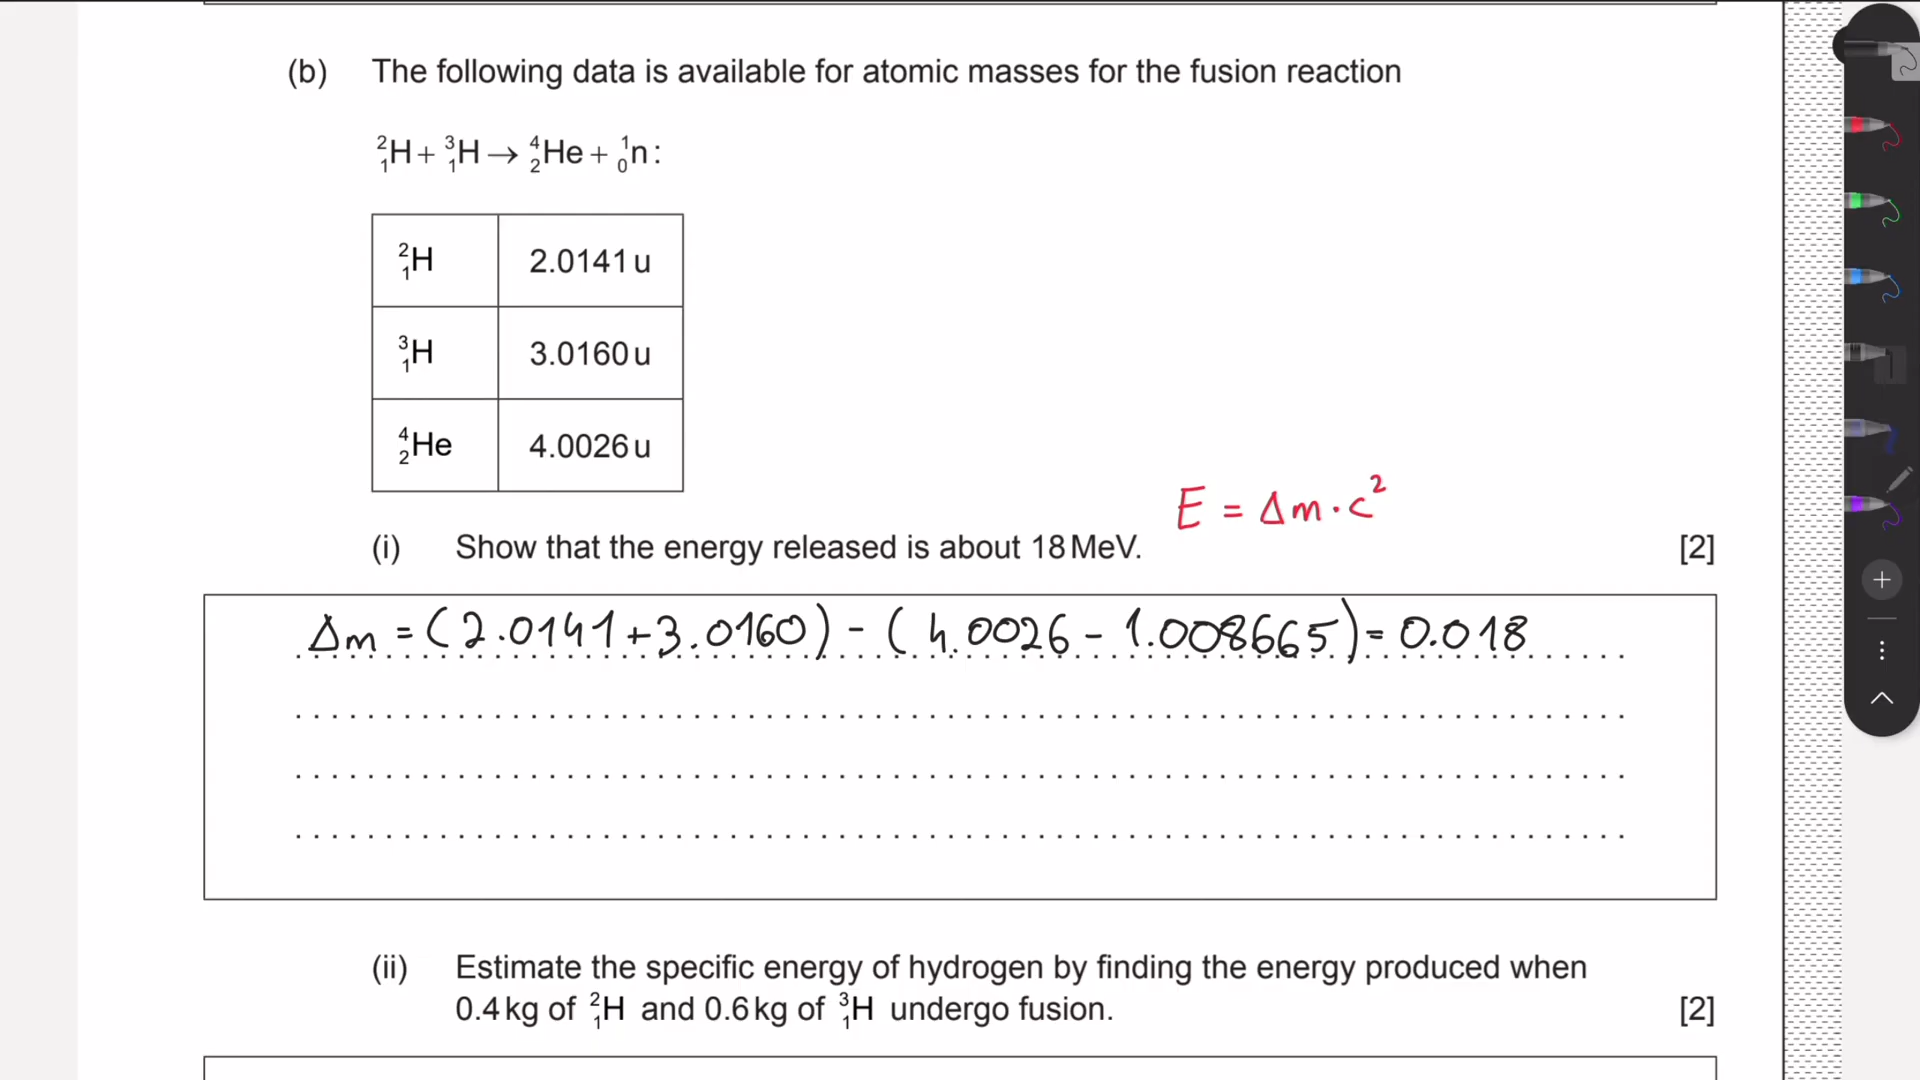 (b) The following data is available for atomic masses for the fusion reaction
²₁H + ³₁H → ⁴₂He + ¹₀n:
²₁H 2.0141 u
³₁H 3.0160 u
⁴₂He 4.0026 u
E = Δm · c²
(i) Show that the energy released is about 18 MeV. [2]
Δm = (2.0141 + 3.0160) - (4.0026 - 1.008665) = 0.018
(ii) Estimate the specific energy of hydrogen by finding the energy produced when
0.4 kg of ²₁H and 0.6 kg of ³₁H undergo fusion. [2]